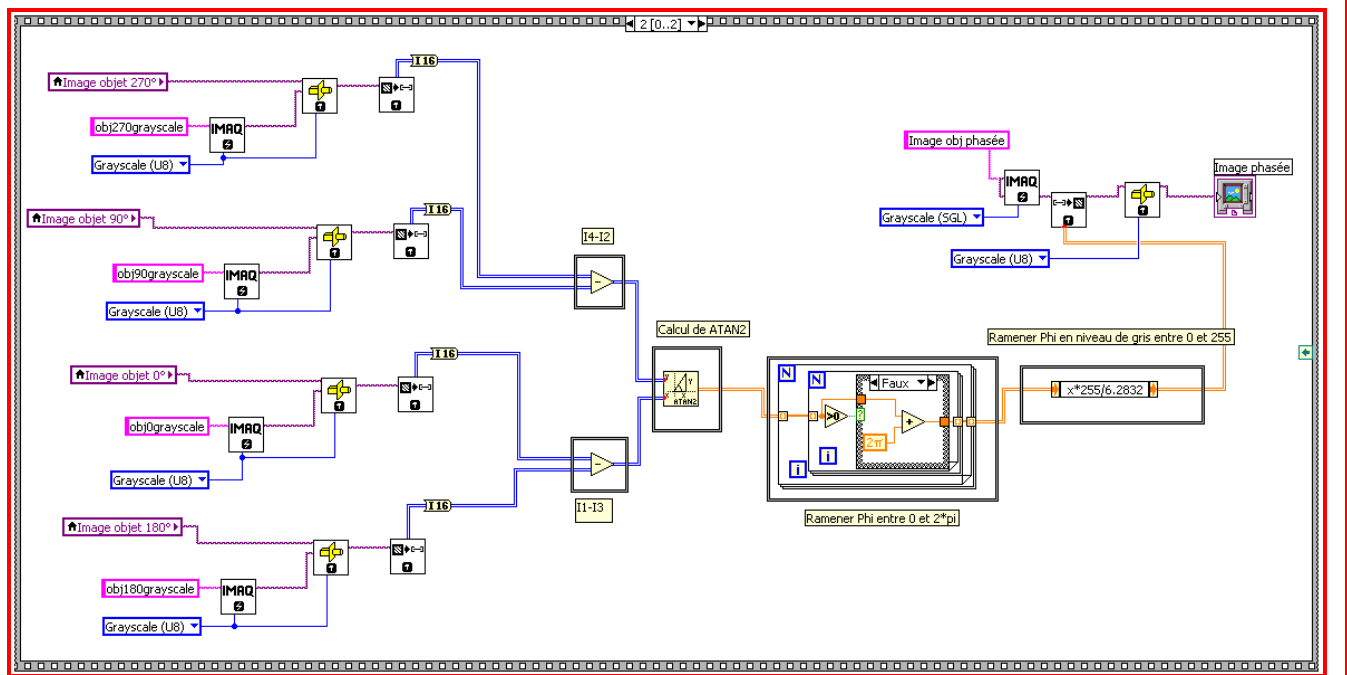 2 [0..2]
Image objet 270°
I16
obj270grayscale
IMAQ
Grayscale (U8)
Image objet 90°
I16
obj90grayscale
IMAQ
Grayscale (U8)
I4-I2
-
Image objet 0°
I16
obj0grayscale
IMAQ
Grayscale (U8)
I1-I3
-
Image objet 180°
I16
obj180grayscale
IMAQ
Grayscale (U8)
Calcul de ATAN2
Y
X
Y
X
ATAN2
N
N
Faux
>0
?
+
2π
i
i
Ramener Phi entre 0 et 2*pi
Image obj phasée
IMAQ
Grayscale (SGL)
Grayscale (U8)
Image phasée
Ramener Phi en niveau de gris entre 0 et 255
x*255/6.2832